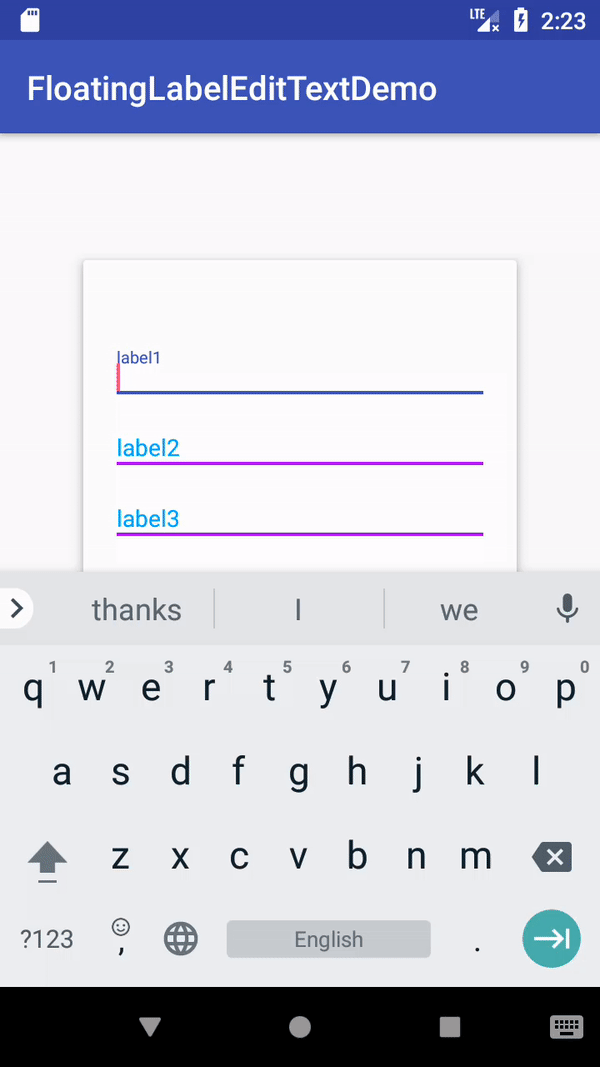 LTE 2:23
FloatingLabelEditTextDemo
label1
label2
label3
thanks I we
1 2 3 4 5 6 7 8 9 0
q w e r t y u i o p
a s d f g h j k l
z x c v b n m
?123 , English .